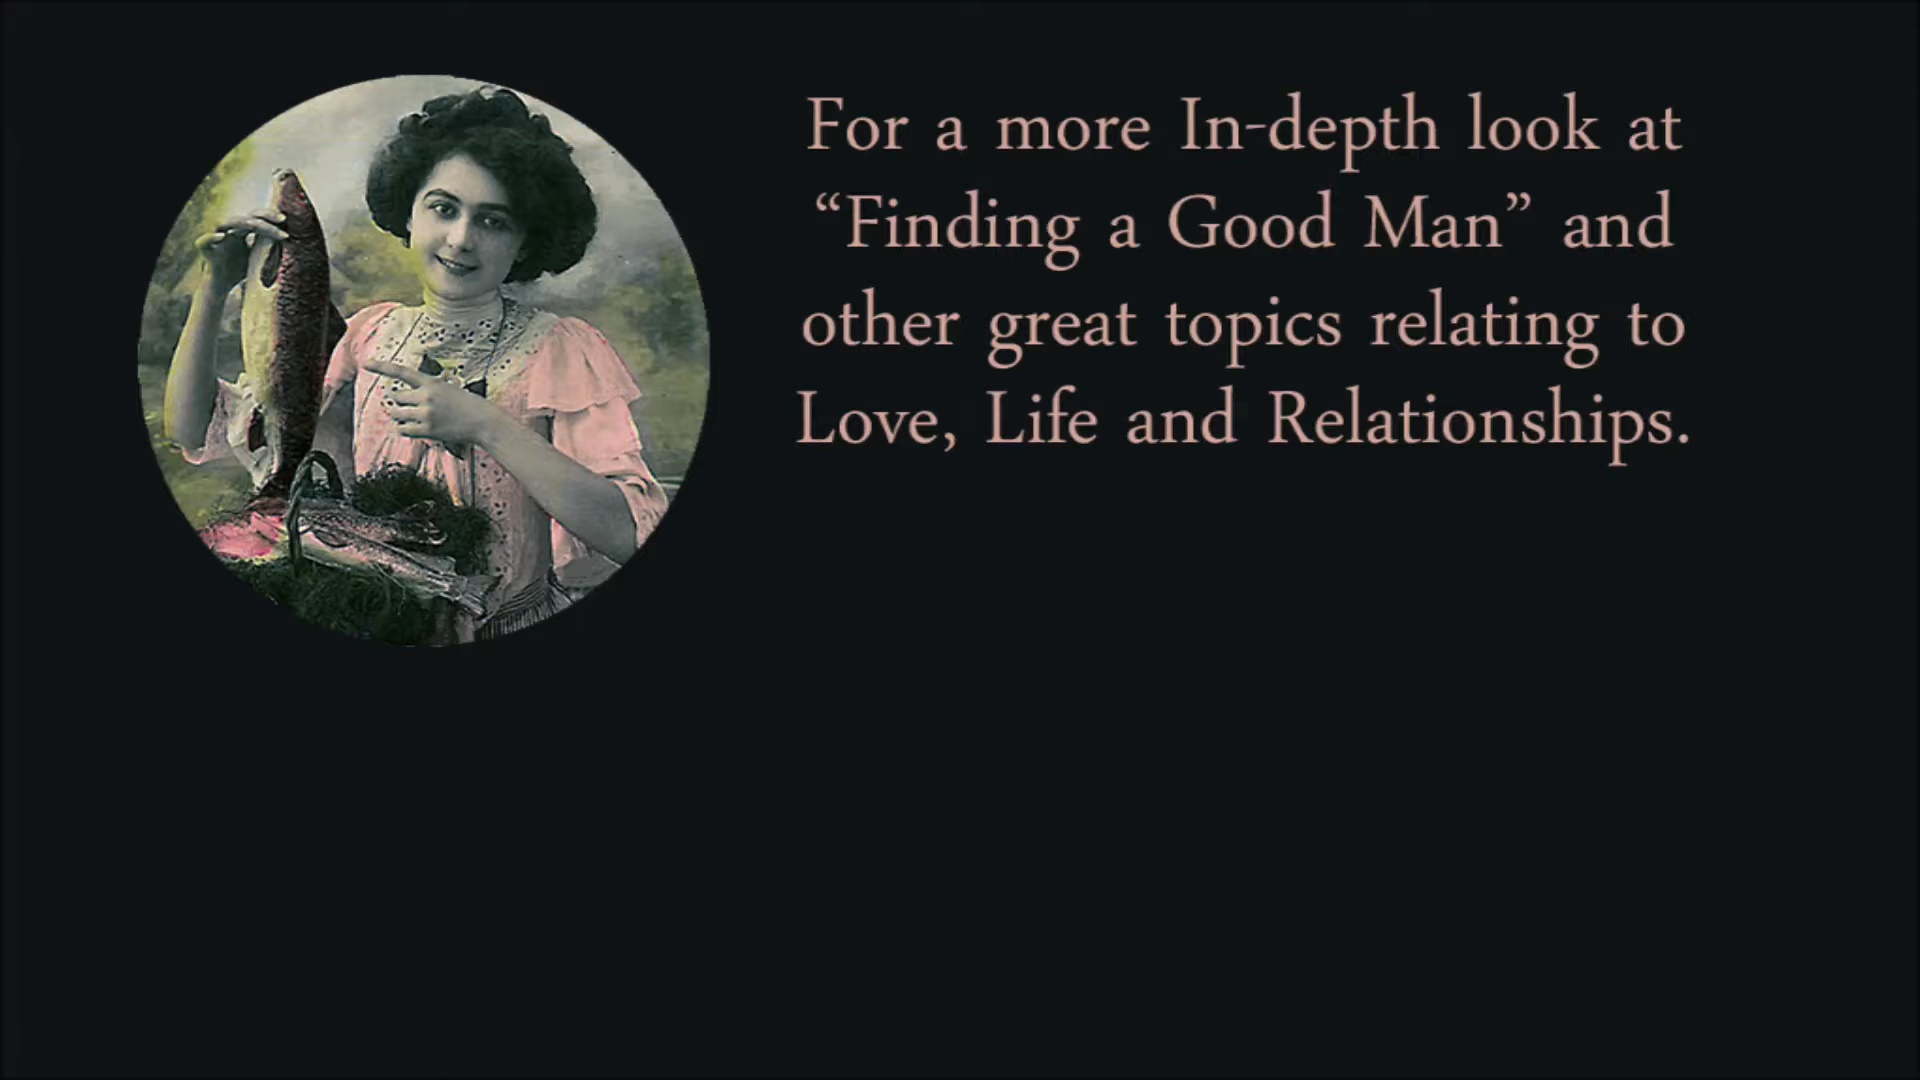 For a more In-depth look at
“Finding a Good Man” and
other great topics relating to
Love, Life and Relationships.